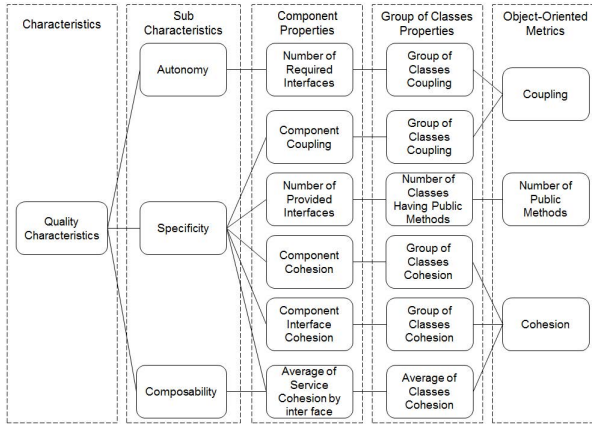 Characteristics
Sub
Characteristics
Component
Properties
Group of Classes
Properties
Object-Oriented
Metrics
Quality
Characteristics
Autonomy
Specificity
Composability
Number of
Required
Interfaces
Component
Coupling
Number of
Provided
Interfaces
Component
Cohesion
Component
Interface
Cohesion
Average of
Service
Cohesion by
inter face
Group of
Classes
Coupling
Group of
Classes
Coupling
Number of
Classes
Having Public
Methods
Group of
Classes
Cohesion
Group of
Classes
Cohesion
Average of
Classes
Cohesion
Coupling
Number of
Public
Methods
Cohesion